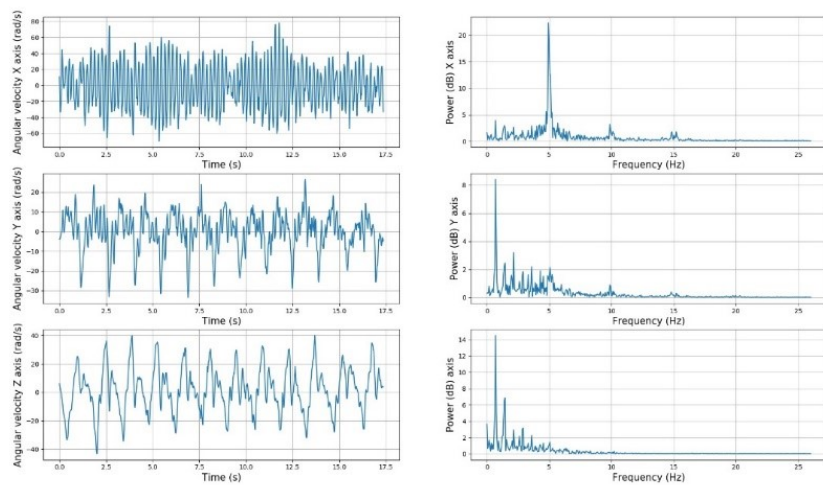 Angular velocity X axis (rad/s)
80
60
40
20
0
-20
-40
-60
0.0 2.5 5.0 7.5 10.0 12.5 15.0 17.5
Time (s)
Power (dB) X axis
20
15
10
5
0
0 5 10 15 20 25
Frequency (Hz)
Angular velocity Y axis (rad/s)
20
10
0
-10
-20
-30
0.0 2.5 5.0 7.5 10.0 12.5 15.0 17.5
Time (s)
Power (dB) Y axis
8
6
4
2
0
0 5 10 15 20 25
Frequency (Hz)
Angular velocity Z axis (rad/s)
40
20
0
-20
-40
0.0 2.5 5.0 7.5 10.0 12.5 15.0 17.5
Time (s)
Power (dB) axis
14
12
10
8
6
4
2
0
0 5 10 15 20 25
Frequency (Hz)